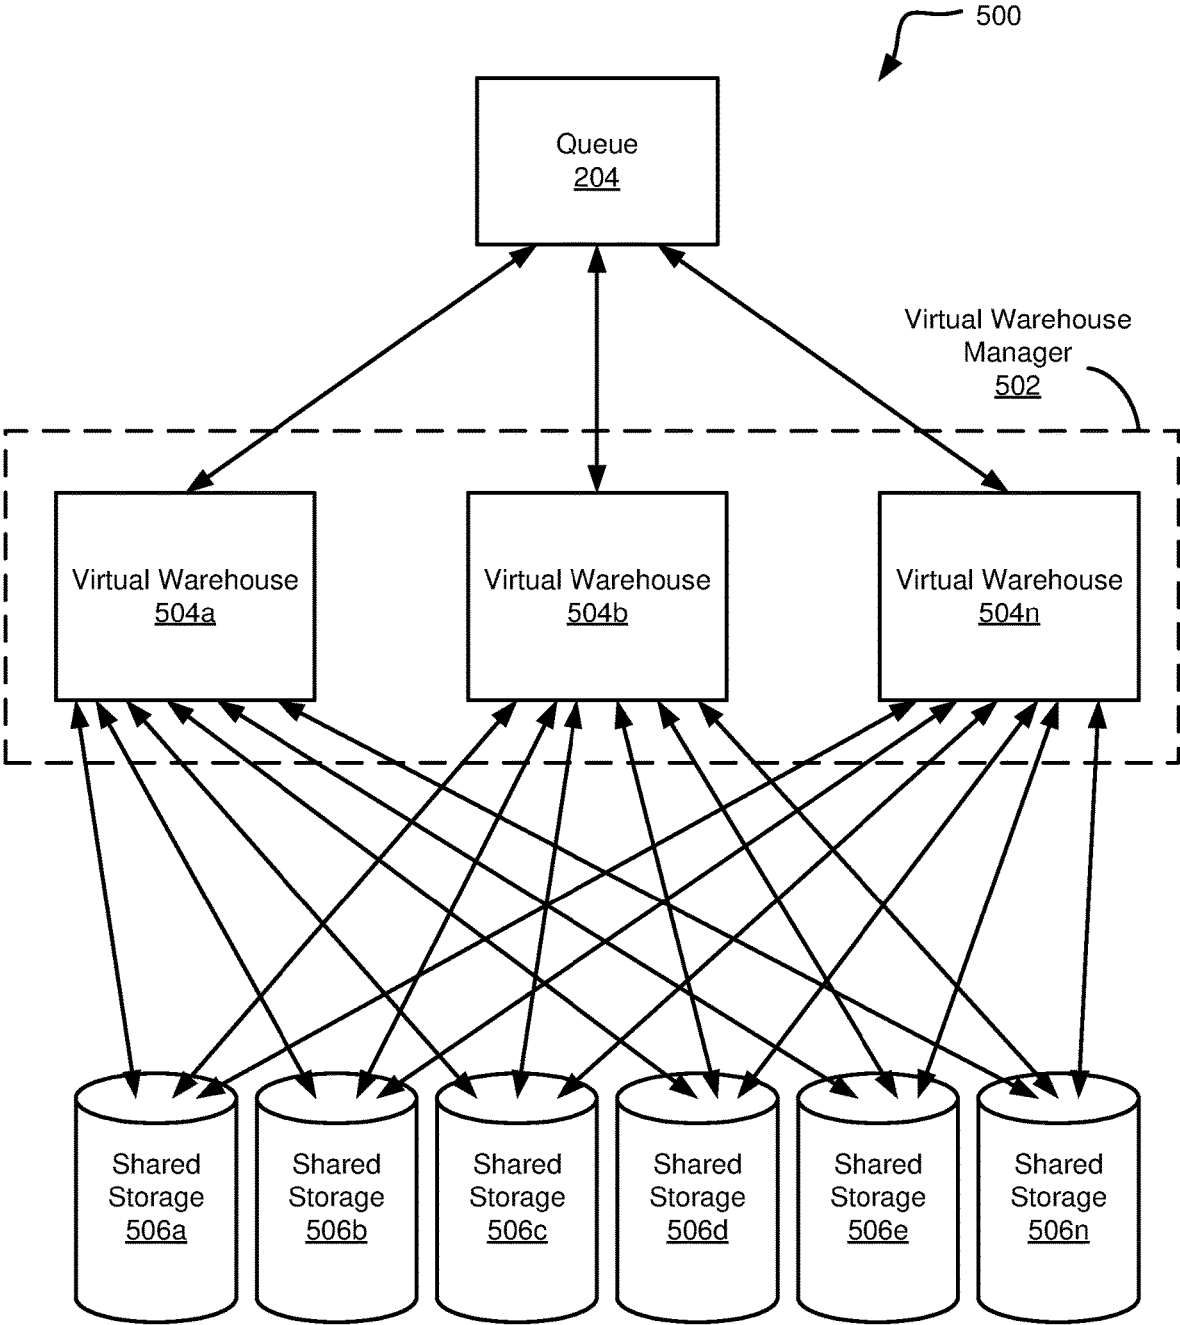 500
Queue
204
Virtual Warehouse
Manager
502
Virtual Warehouse
504a
Virtual Warehouse
504b
Virtual Warehouse
504n
Shared
Storage
506a
Shared
Storage
506b
Shared
Storage
506c
Shared
Storage
506d
Shared
Storage
506e
Shared
Storage
506n